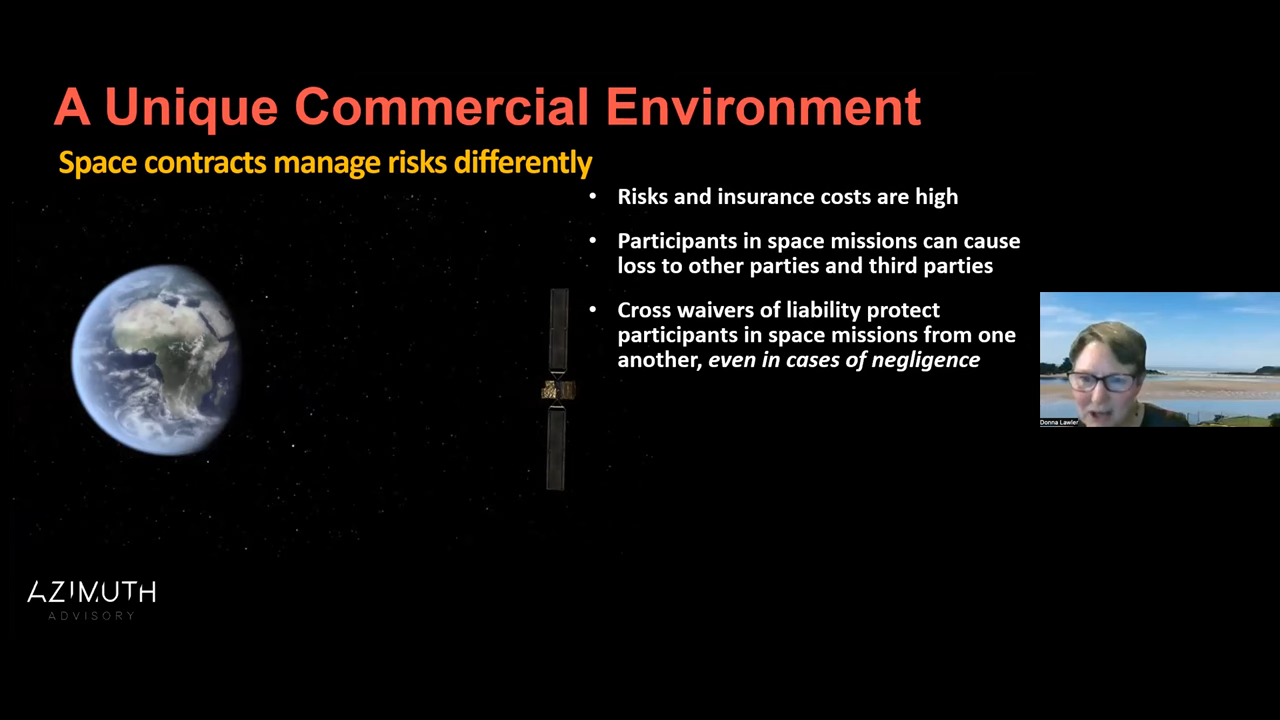 A Unique Commercial Environment
Space contracts manage risks differently
• Risks and insurance costs are high
• Participants in space missions can cause
loss to other parties and third parties
• Cross waivers of liability protect
participants in space missions from one
another, even in cases of negligence
Donna Lawler
AZIMUTH
ADVISORY